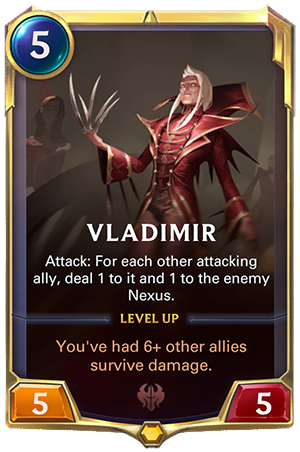 5
VLADIMIR
Attack: For each other attacking
ally, deal 1 to it and 1 to the enemy
Nexus.
LEVEL UP
You've had 6+ other allies
survive damage.
5 5